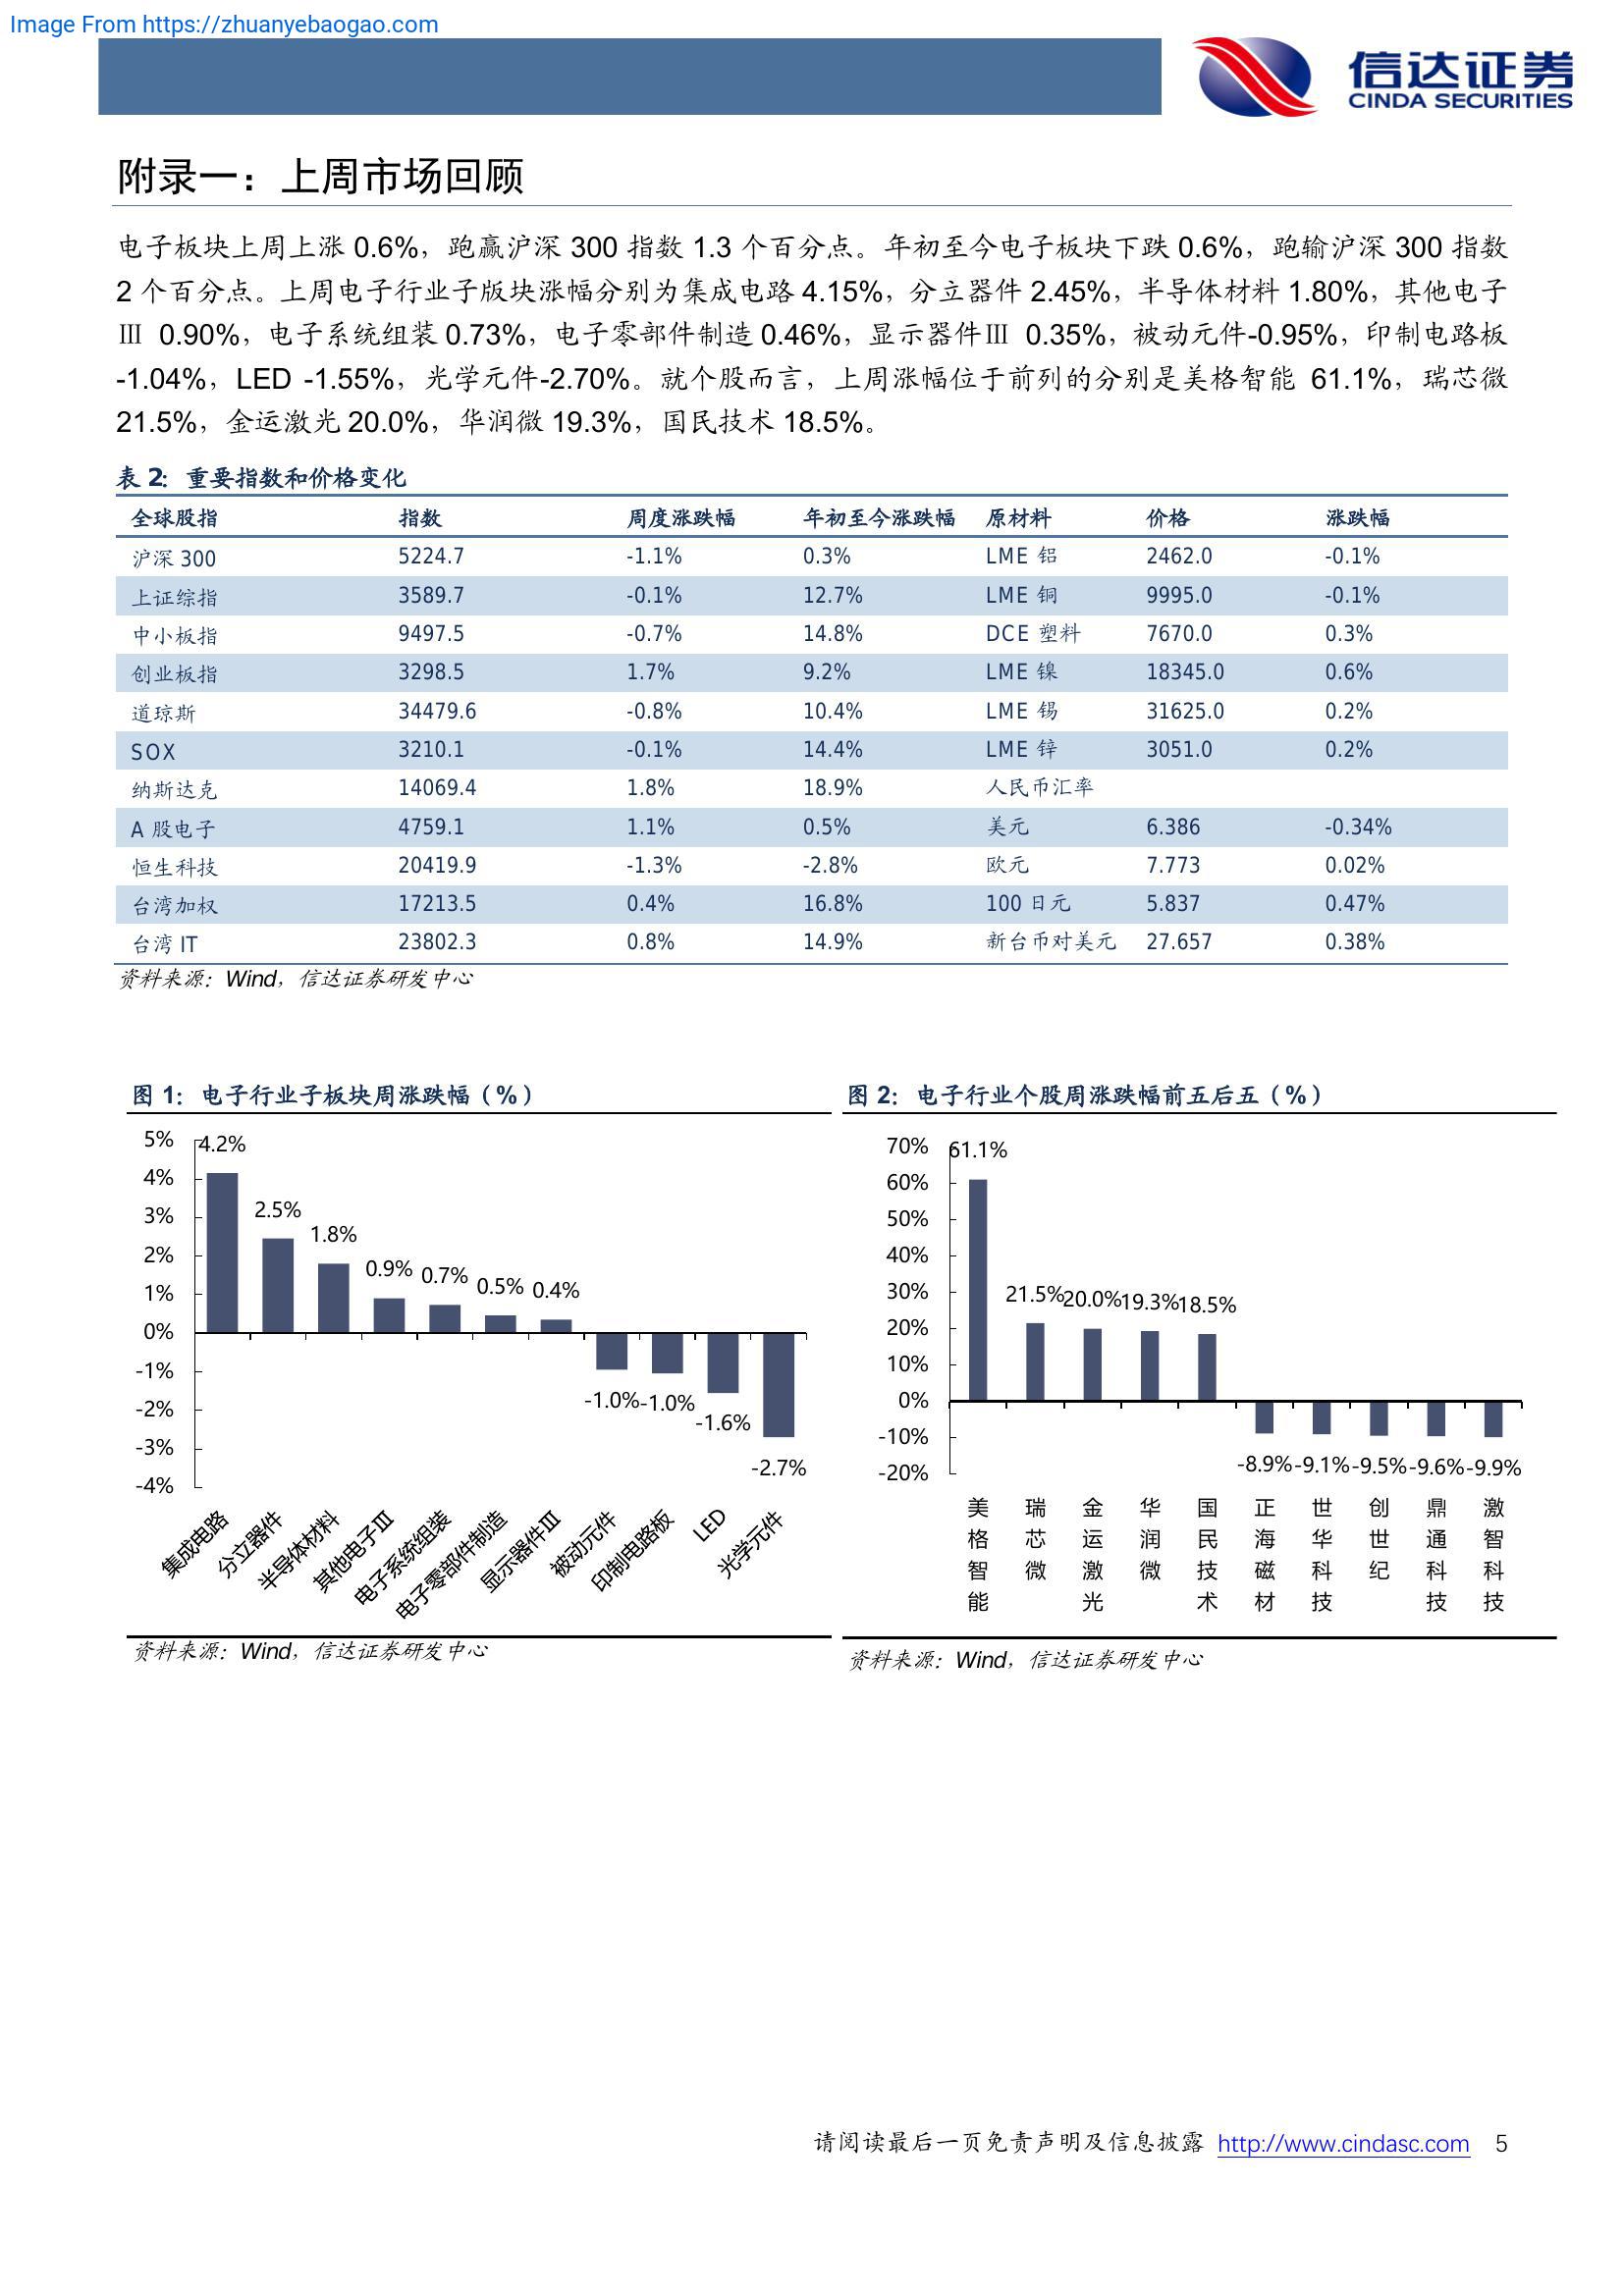 Image From https://zhuanyebaogao.com
信达证券
CINDA SECURITIES
附录一：上周市场回顾
电子板块上周上涨 0.6%，跑赢沪深 300 指数 1.3 个百分点。年初至今电子板块下跌 0.6%，跑输沪深 300 指数
2 个百分点。上周电子行业子版块涨幅分别为集成电路 4.15%，分立器件 2.45%，半导体材料 1.80%，其他电子
Ⅲ 0.90%，电子系统组装 0.73%，电子零部件制造 0.46%，显示器件Ⅲ 0.35%，被动元件-0.95%，印制电路板
-1.04%，LED -1.55%，光学元件-2.70%。就个股而言，上周涨幅位于前列的分别是美格智能 61.1%，瑞芯微
21.5%，金运激光 20.0%，华润微 19.3%，国民技术 18.5%。
表 2：重要指数和价格变化
全球股指 指数 周度涨跌幅 年初至今涨跌幅 原材料 价格 涨跌幅
沪深 300 5224.7 -1.1% 0.3% LME 铝 2462.0 -0.1%
上证综指 3589.7 -0.1% 12.7% LME 铜 9995.0 -0.1%
中小板指 9497.5 -0.7% 14.8% DCE 塑料 7670.0 0.3%
创业板指 3298.5 1.7% 9.2% LME 镍 18345.0 0.6%
道琼斯 34479.6 -0.8% 10.4% LME 锡 31625.0 0.2%
SOX 3210.1 -0.1% 14.4% LME 锌 3051.0 0.2%
纳斯达克 14069.4 1.8% 18.9% 人民币汇率
A 股电子 4759.1 1.1% 0.5% 美元 6.386 -0.34%
恒生科技 20419.9 -1.3% -2.8% 欧元 7.773 0.02%
台湾加权 17213.5 0.4% 16.8% 100 日元 5.837 0.47%
台湾 IT 23802.3 0.8% 14.9% 新台币对美元 27.657 0.38%
资料来源：Wind，信达证券研发中心
图 1：电子行业子板块周涨跌幅（%）
5%
4%
3%
2%
1%
0%
-1%
-2%
-3%
-4%
4.2%
2.5%
1.8%
0.9%
0.7%
0.5%
0.4%
-1.0%
-1.0%
-1.6%
-2.7%
集成电路
分立器件
半导体材料
其他电子Ⅲ
电子系统组装
电子零部件制造
显示器件Ⅲ
被动元件
印制电路板
LED
光学元件
资料来源：Wind，信达证券研发中心
图 2：电子行业个股周涨跌幅前五后五（%）
70%
60%
50%
40%
30%
20%
10%
0%
-10%
-20%
61.1%
21.5%
20.0%
19.3%
18.5%
-8.9%
-9.1%
-9.5%
-9.6%
-9.9%
美格智能
瑞芯微
金运激光
华润微
国民技术
正海磁材
世华科技
创世纪
鼎通科技
激智科技
资料来源：Wind，信达证券研发中心
请阅读最后一页免责声明及信息披露 http://www.cindasc.com 5